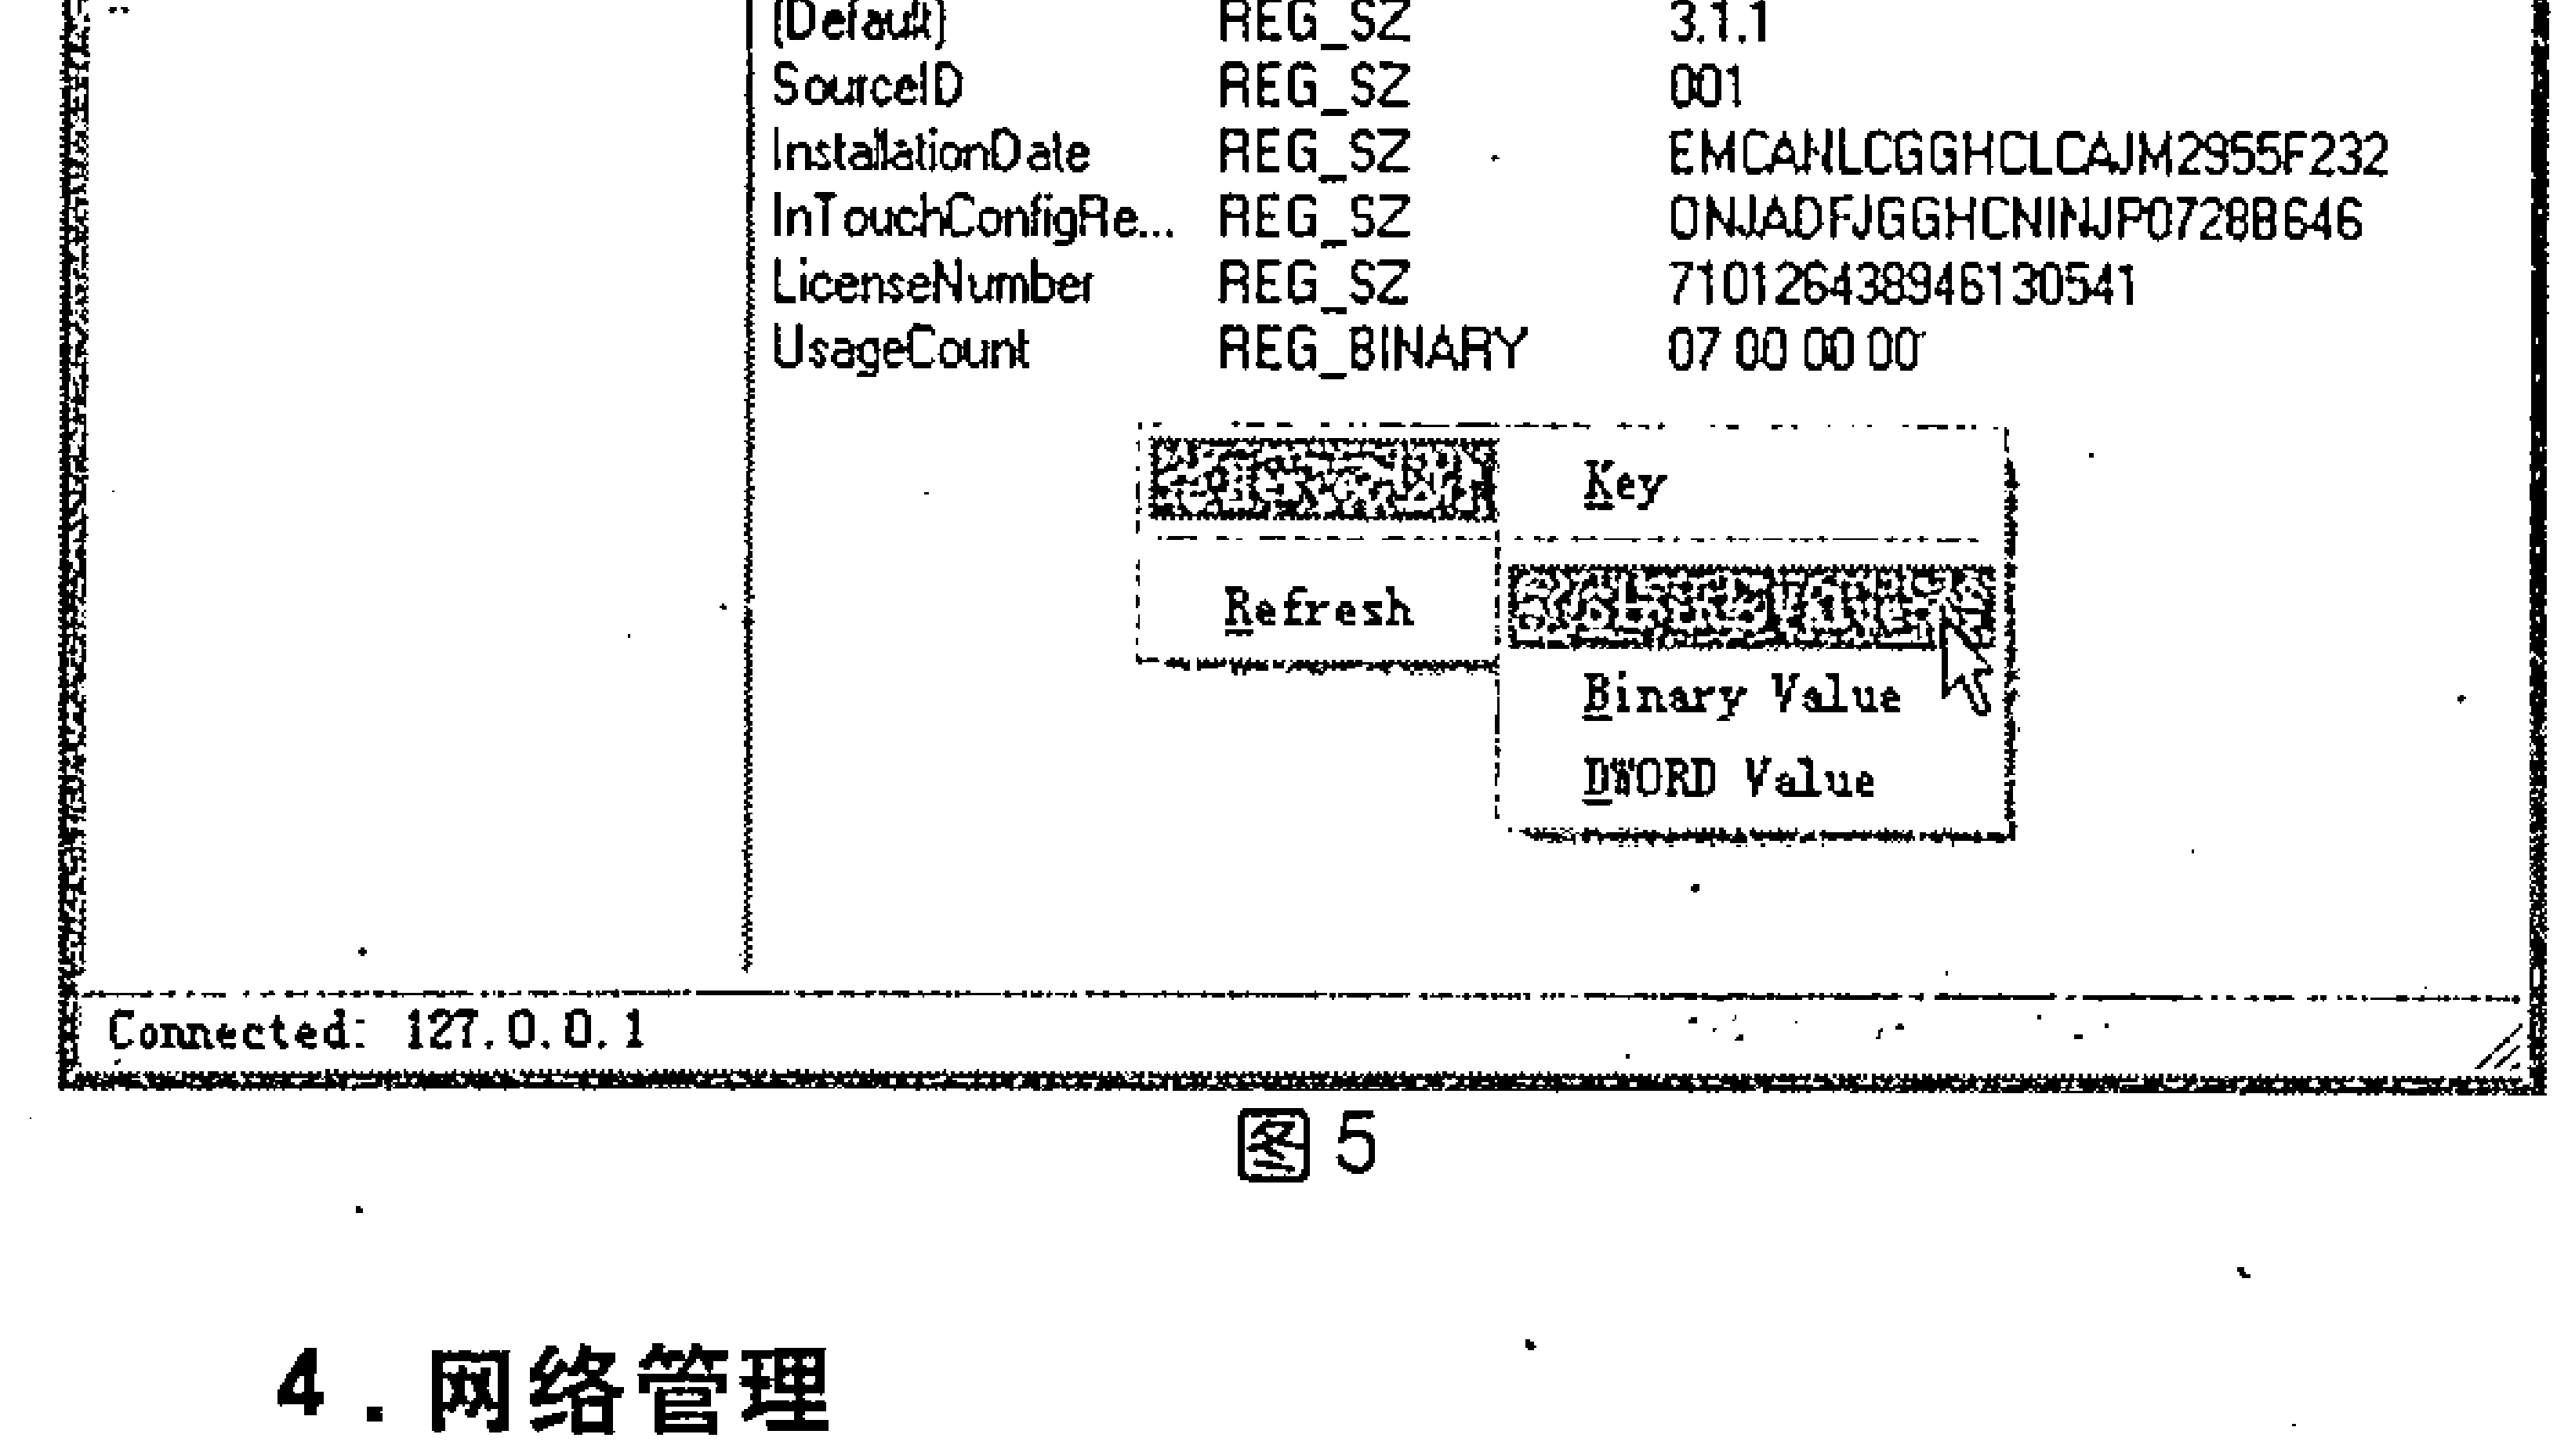 (Default) REG_SZ 3.1.1
SourceID REG_SZ 001
InstallationDate REG_SZ EMCANLCGGHCLCAJM2955F232
InTouchConfigRe... REG_SZ ONJADFJGGHCNINJP0728B646
LicenseNumber REG_SZ 710126438946130541
UsageCount REG_BINARY 07 00 00 00
Key
Refresh
Binary Value
DWORD Value
Connected: 127.0.0.1
图 5
4 . 网络管理